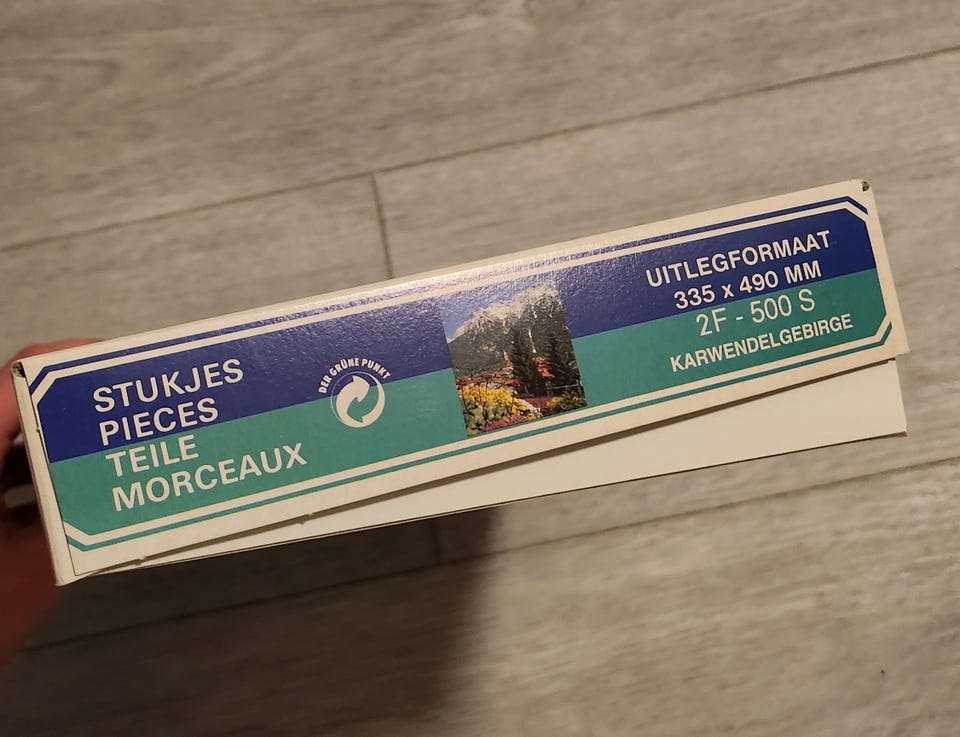 STUKJES
PIECES
TEILE
MORCEAUX
DER GRÜNE PUNKT
UITLEGFORMAAT
335 x 490 MM
2F - 500 S
KARWENDELGEBIRGE